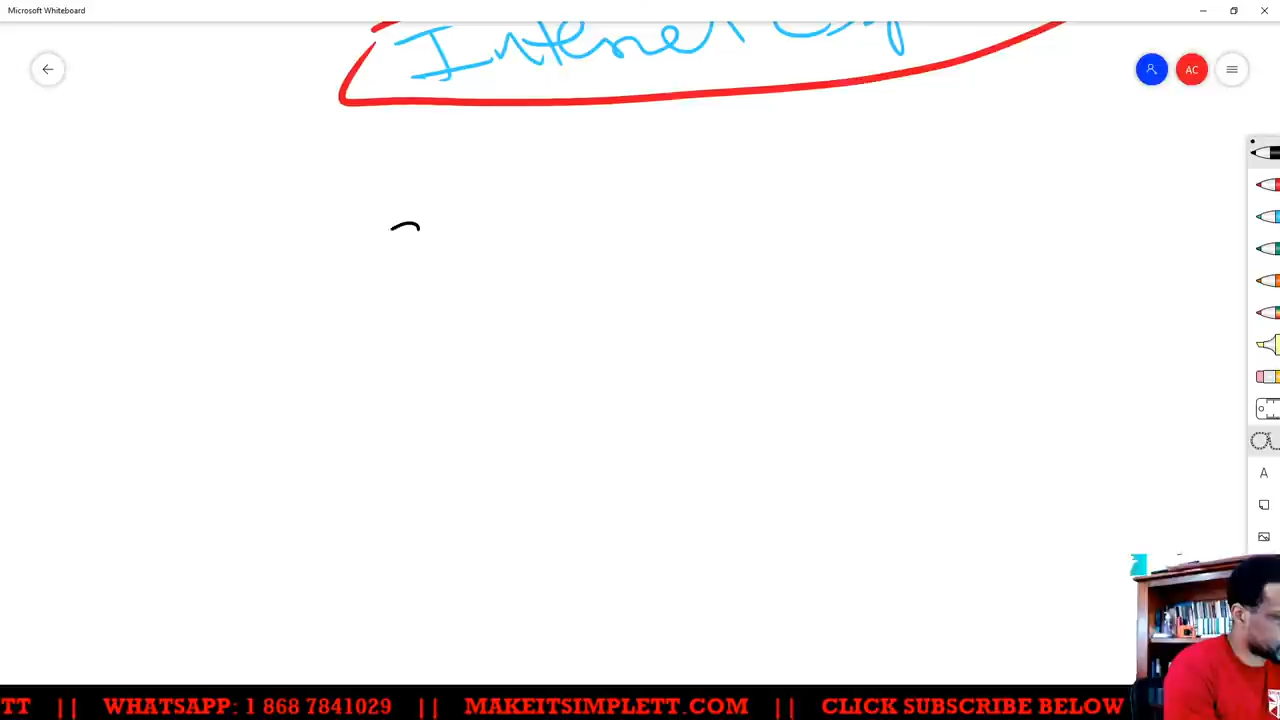 Microsoft Whiteboard
AC
A
TT || WHATSAPP: 1 868 7841029 || MAKEITSIMPLETT.COM || CLICK SUBSCRIBE BELOW